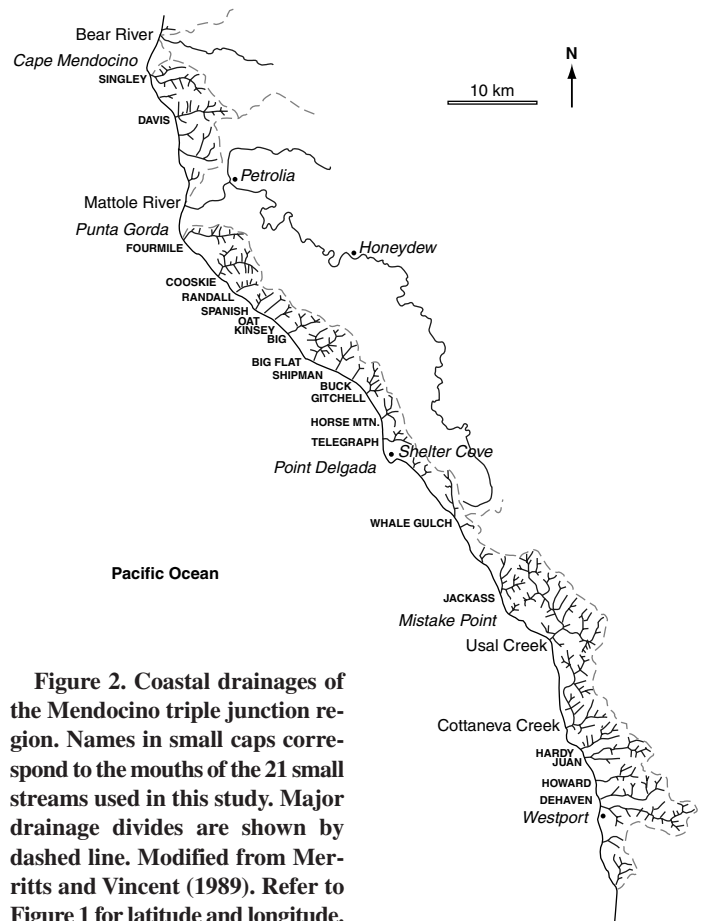 Bear River
Cape Mendocino
SINGLEY
DAVIS
N
10 km
Petrolia
Mattole River
Punta Gorda
FOURMILE
Honeydew
COOSKIE
RANDALL
SPANISH
OAT
KINSEY
BIG
BIG FLAT
SHIPMAN
BUCK
GITCHELL
HORSE MTN.
TELEGRAPH
Shelter Cove
Point Delgada
WHALE GULCH
Pacific Ocean
JACKASS
Mistake Point
Usal Creek
Cottaneva Creek
HARDY
JUAN
HOWARD
DEHAVEN
Westport
Figure 2. Coastal drainages of
the Mendocino triple junction re-
gion. Names in small caps corre-
spond to the mouths of the 21 small
streams used in this study. Major
drainage divides are shown by
dashed line. Modified from Mer-
ritts and Vincent (1989). Refer to
Figure 1 for latitude and longitude.